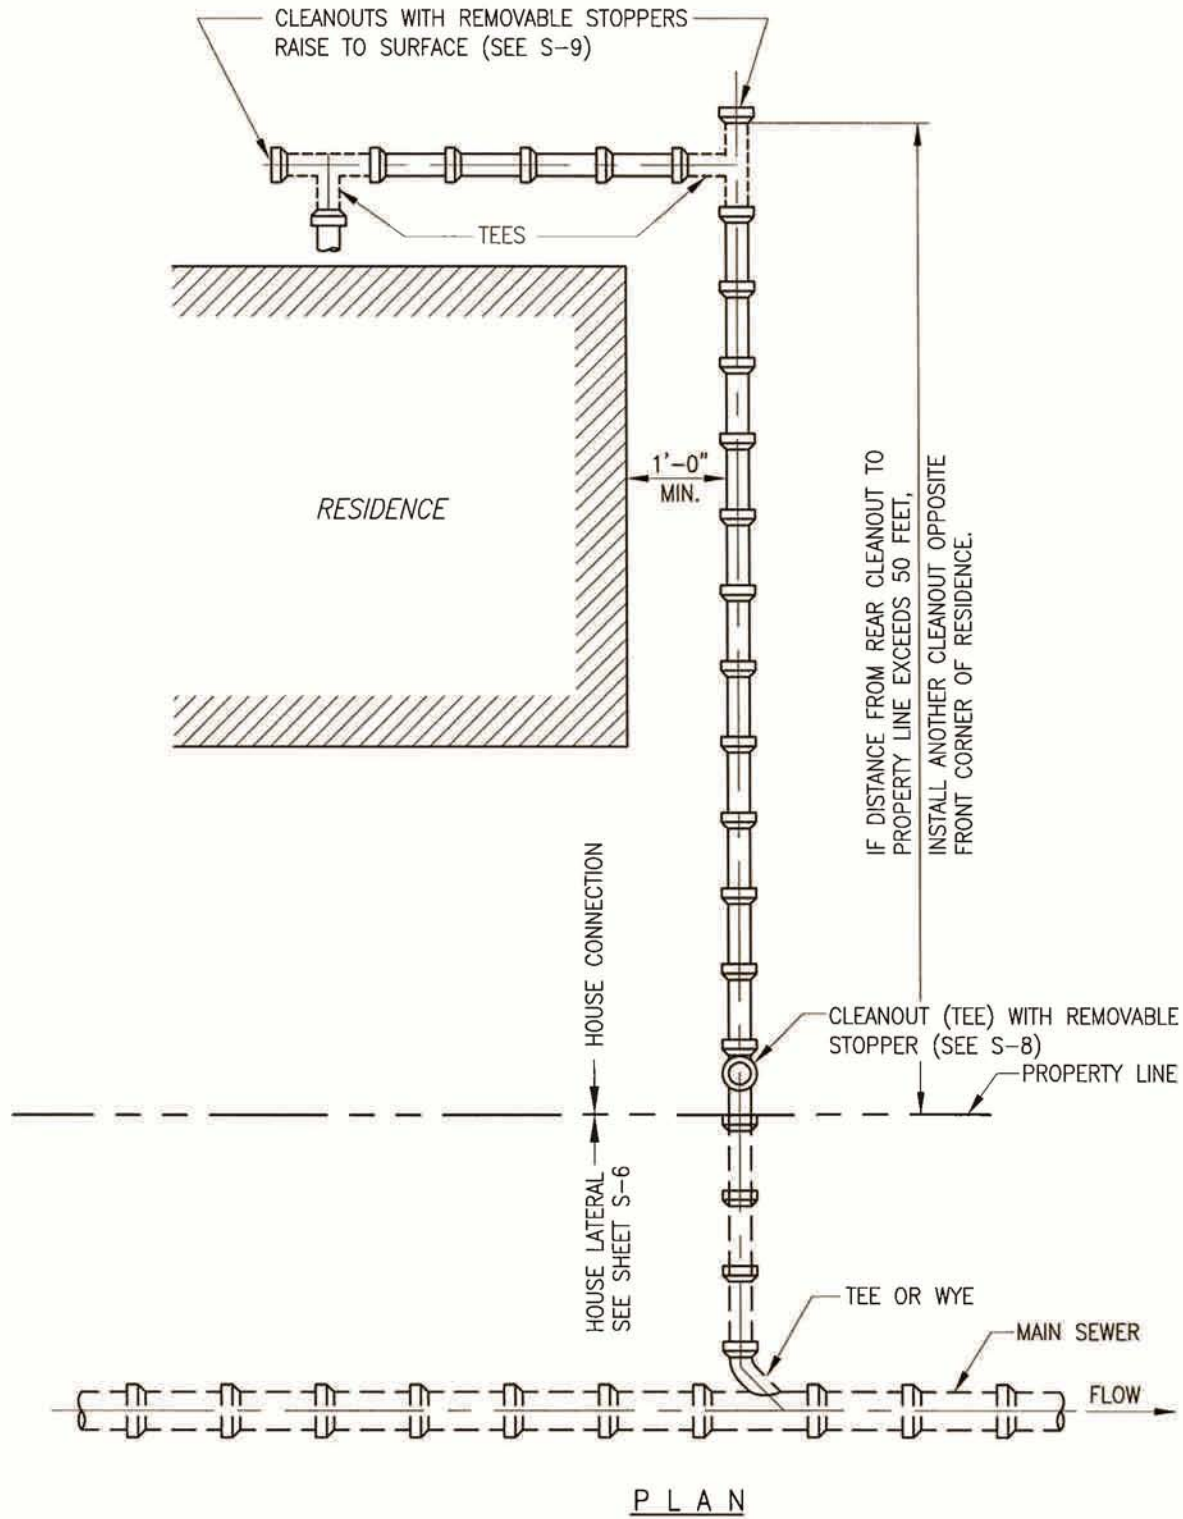 CLEANOUTS WITH REMOVABLE STOPPERS
RAISE TO SURFACE (SEE S-9)
TEES
RESIDENCE
1'-0"
MIN.
IF DISTANCE FROM REAR CLEANOUT TO
PROPERTY LINE EXCEEDS 50 FEET,
INSTALL ANOTHER CLEANOUT OPPOSITE
FRONT CORNER OF RESIDENCE.
HOUSE CONNECTION
CLEANOUT (TEE) WITH REMOVABLE
STOPPER (SEE S-8)
PROPERTY LINE
HOUSE LATERAL
SEE SHEET S-6
TEE OR WYE
MAIN SEWER
FLOW
PLAN